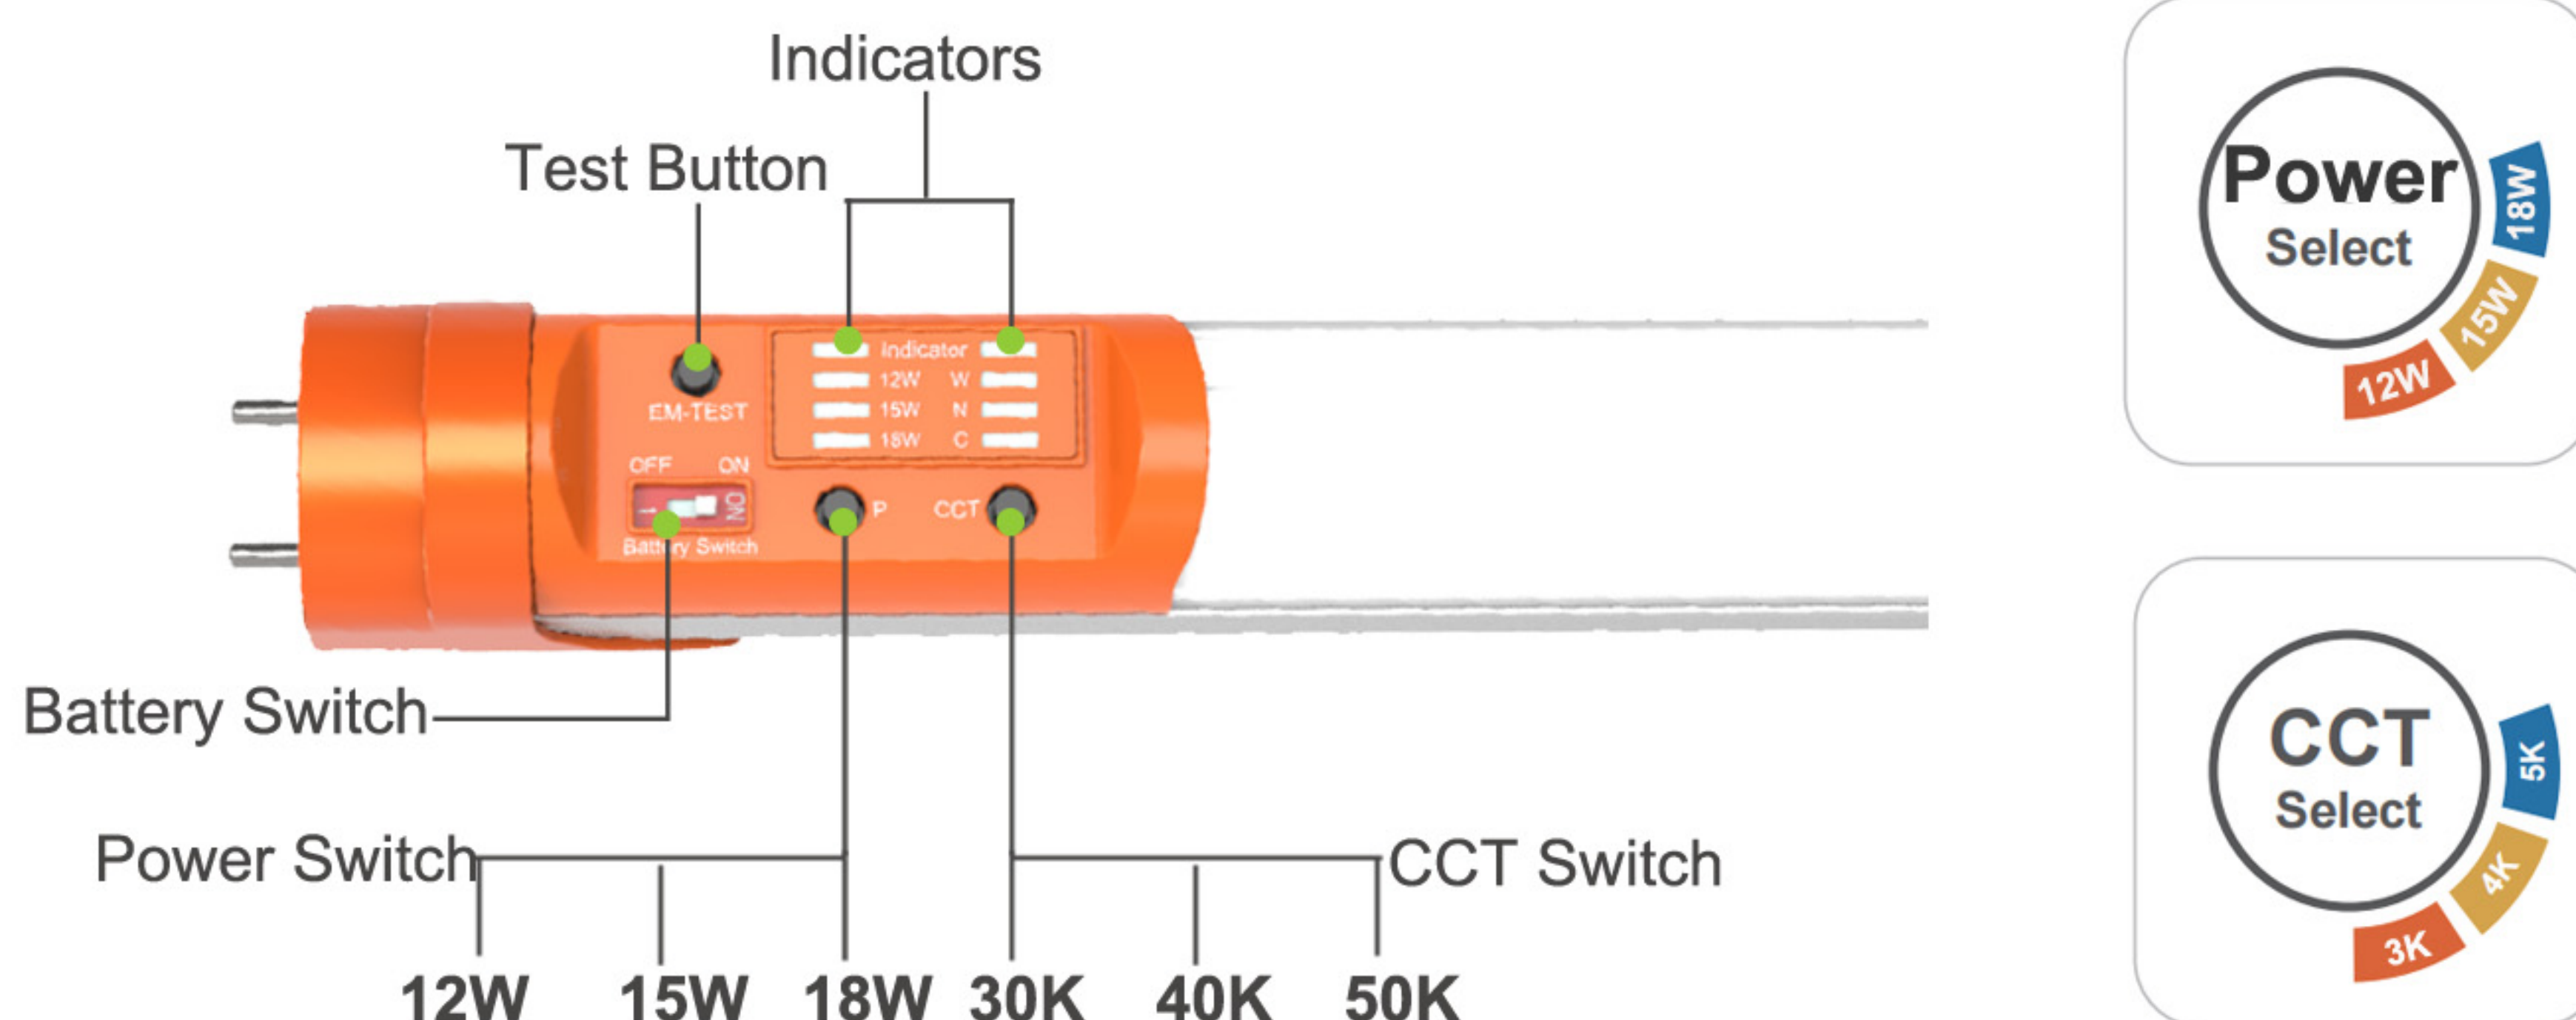 Indicators
Test Button
Indicator
12W W
15W N
18W C
EM-TEST
OFF ON
1 ON
Battery Switch
P CCT
Battery Switch
Power Switch
CCT Switch
12W 15W 18W 30K 40K 50K
Power
Select
18W
15W
12W
CCT
Select
5K
4K
3K